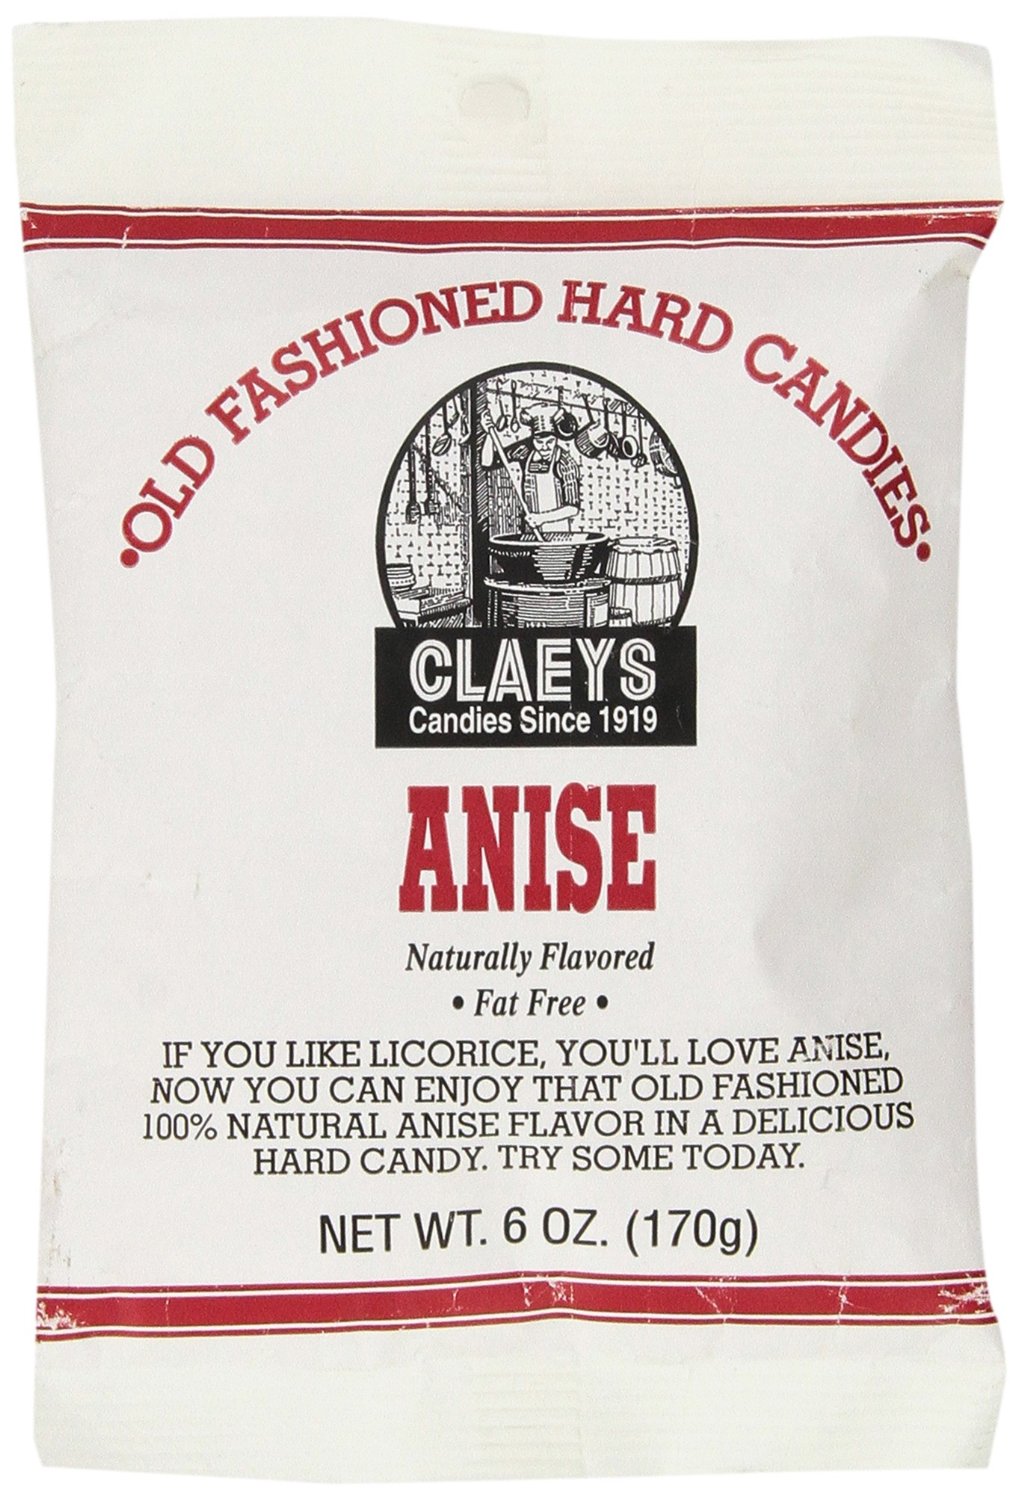 •OLD FASHIONED HARD CANDIES•
CLAEYS
Candies Since 1919
ANISE
Naturally Flavored
• Fat Free •
IF YOU LIKE LICORICE, YOU'LL LOVE ANISE,
NOW YOU CAN ENJOY THAT OLD FASHIONED
100% NATURAL ANISE FLAVOR IN A DELICIOUS
HARD CANDY. TRY SOME TODAY.
NET WT. 6 OZ. (170g)